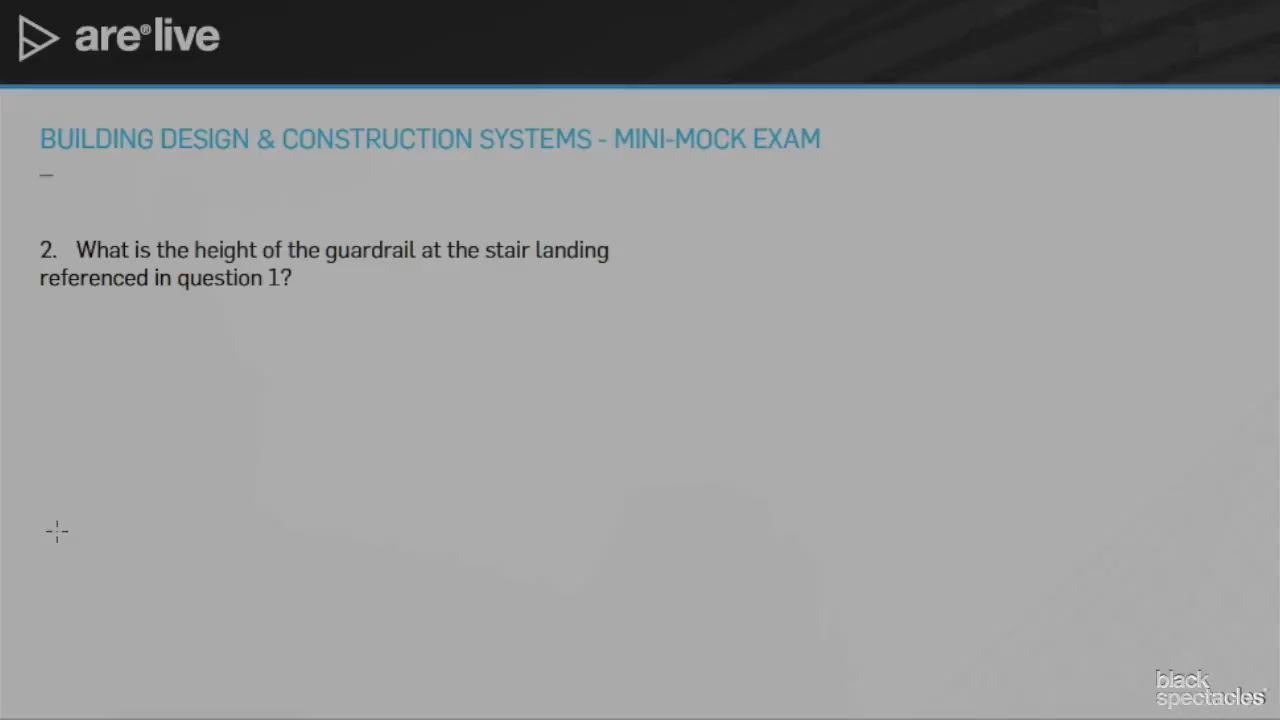 are® live
BUILDING DESIGN & CONSTRUCTION SYSTEMS - MINI-MOCK EXAM
–
2. What is the height of the guardrail at the stair landing
referenced in question 1?
black
spectacles